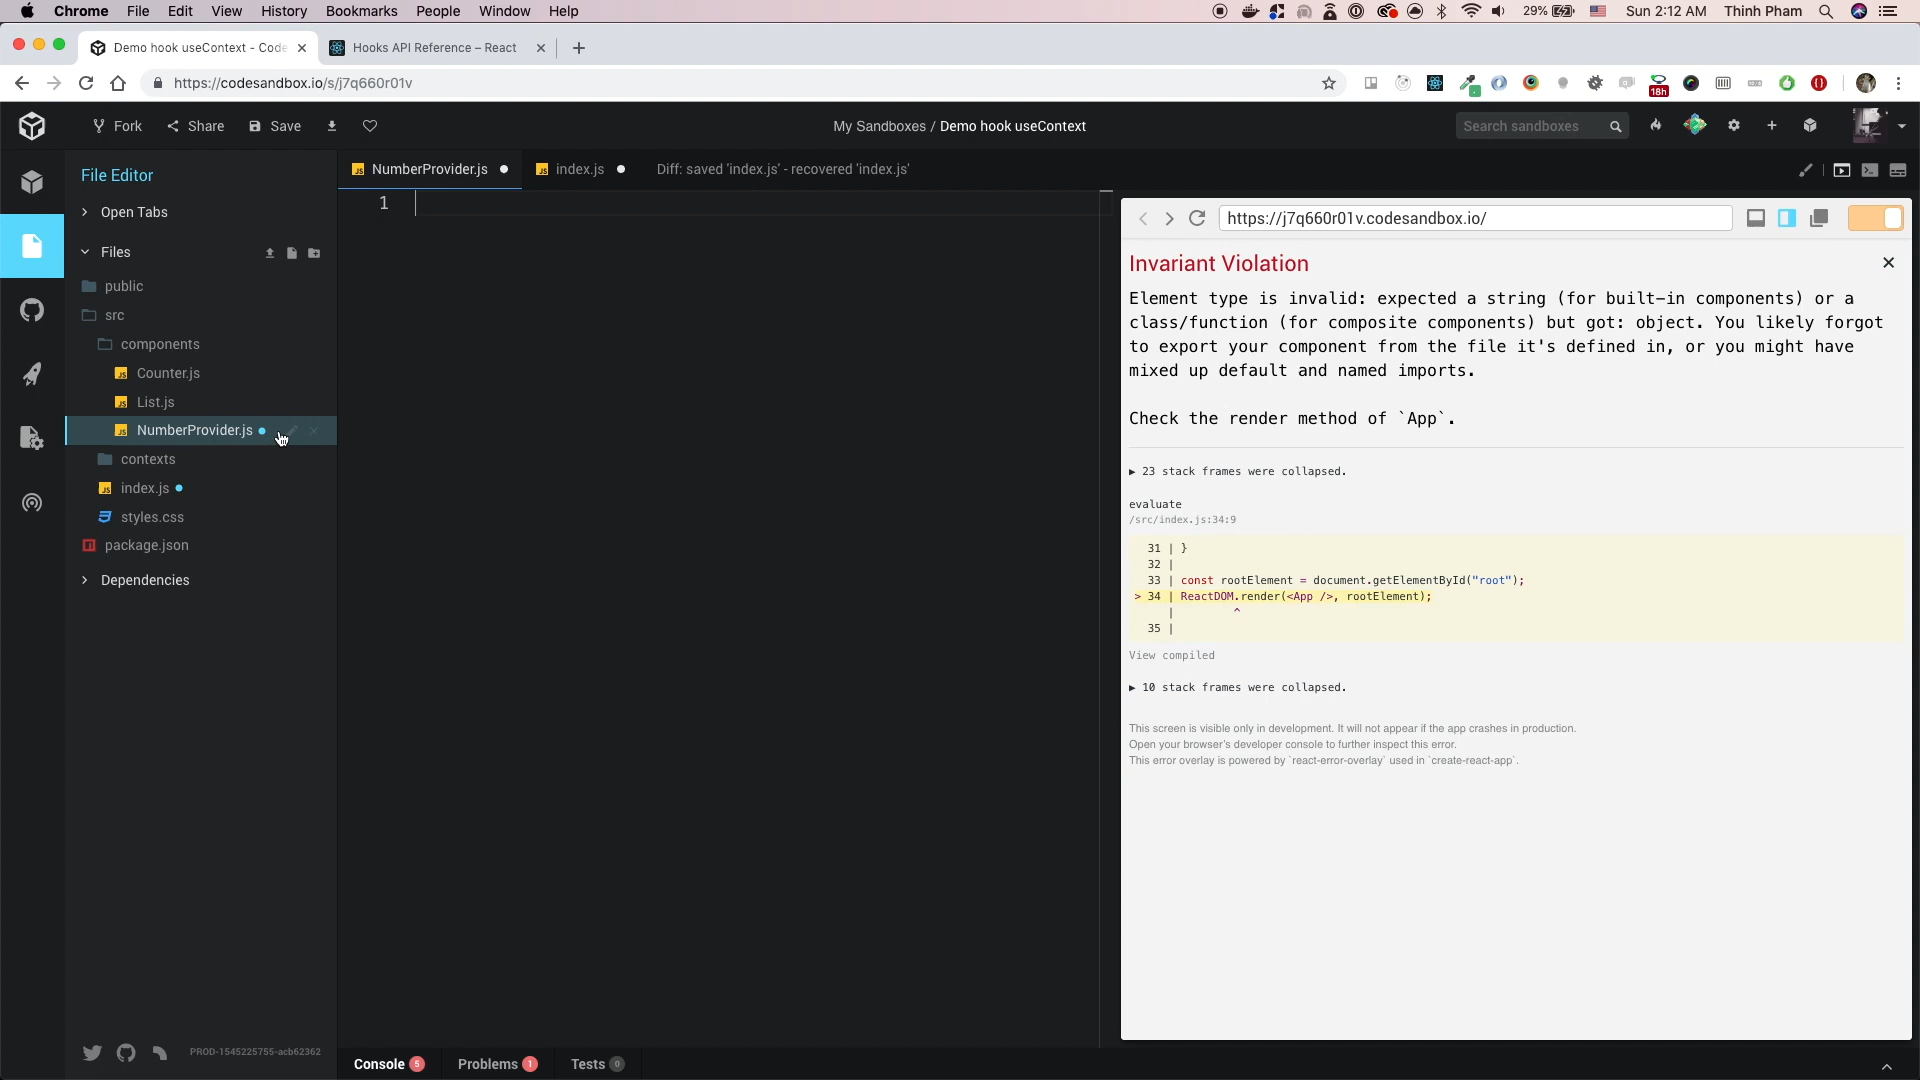 Chrome File Edit View History Bookmarks People Window Help
29% Sun 2:12 AM Thinh Pham
Demo hook useContext - Code
Hooks API Reference – React
https://codesandbox.io/s/j7q660r01v
18h
Fork Share Save
My Sandboxes / Demo hook useContext
Search sandboxes
File Editor
Open Tabs
Files
public
src
components
JS Counter.js
JS List.js
JS NumberProvider.js
contexts
JS index.js
styles.css
package.json
Dependencies
PROD-1545225755-acb62362
JS NumberProvider.js
JS index.js
Diff: saved 'index.js' - recovered 'index.js'
1
https://j7q660r01v.codesandbox.io/
Invariant Violation
Element type is invalid: expected a string (for built-in components) or a
class/function (for composite components) but got: object. You likely forgot
to export your component from the file it's defined in, or you might have
mixed up default and named imports.
Check the render method of `App`.
▶ 23 stack frames were collapsed.
evaluate
/src/index.js:34:9
31 | }
32 |
33 | const rootElement = document.getElementById("root");
> 34 | ReactDOM.render(<App />, rootElement);
| ^
35 |
View compiled
▶ 10 stack frames were collapsed.
This screen is visible only in development. It will not appear if the app crashes in production.
Open your browser's developer console to further inspect this error.
This error overlay is powered by `react-error-overlay` used in `create-react-app`.
Console 5 Problems 1 Tests 0